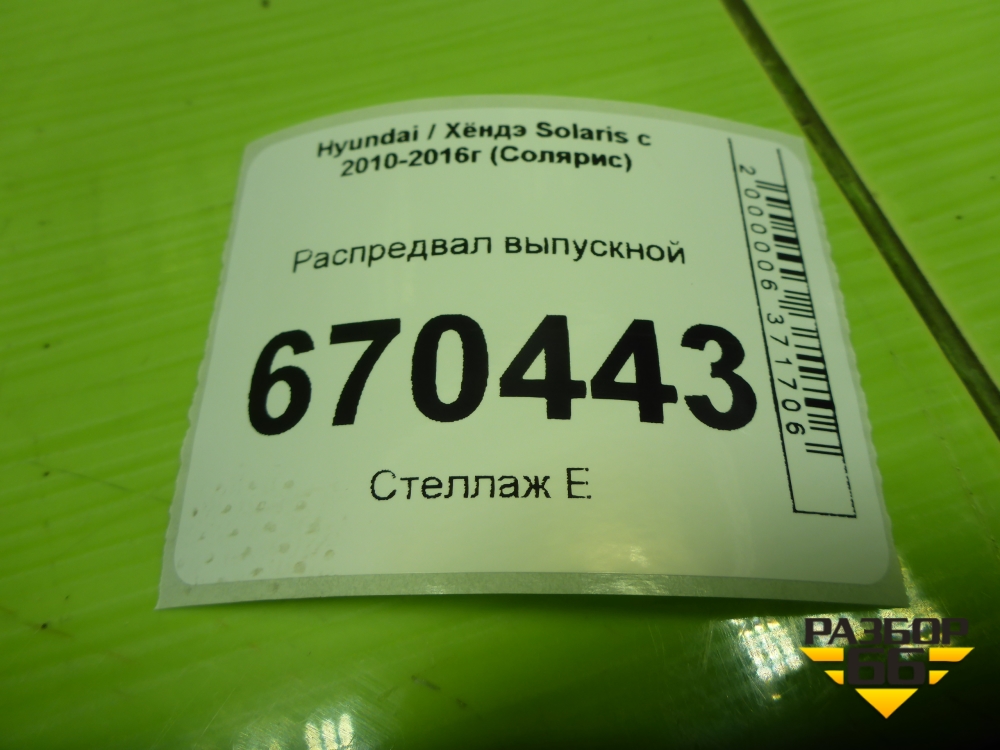 Hyundai / Хёндэ Solaris с
2010-2016г (Солярис)
Распредвал выпускной
670443
Стеллаж Е
2000006371706
РАЗБОР
66